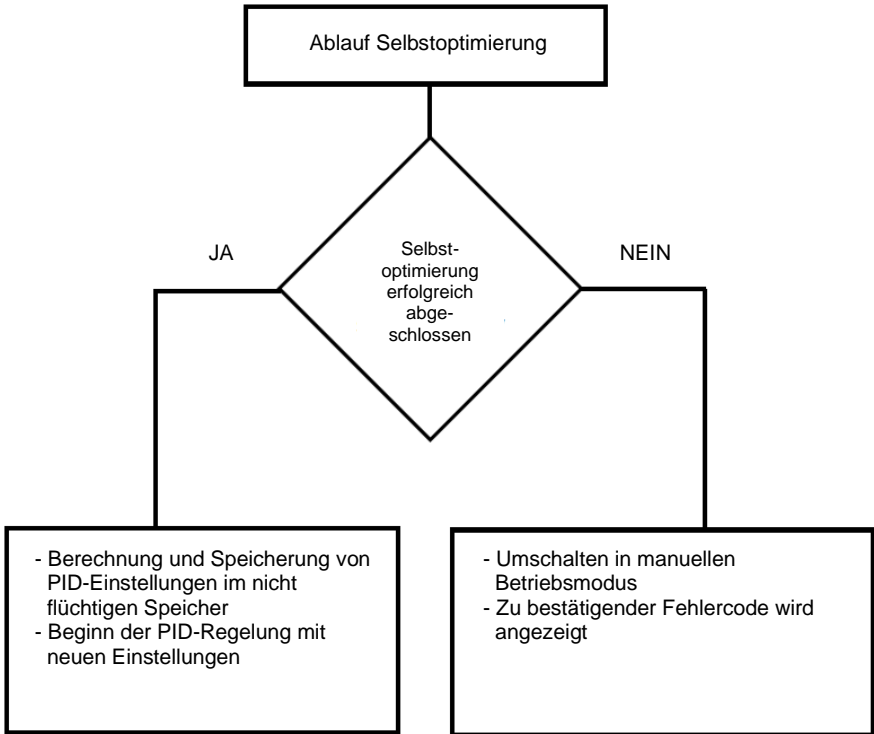 Ablauf Selbstoptimierung
JA
Selbst-
optimierung
erfolgreich
abge-
schlossen
NEIN
- Berechnung und Speicherung von
PID-Einstellungen im nicht
flüchtigen Speicher
- Beginn der PID-Regelung mit
neuen Einstellungen
- Umschalten in manuellen
Betriebsmodus
- Zu bestätigender Fehlercode wird
angezeigt